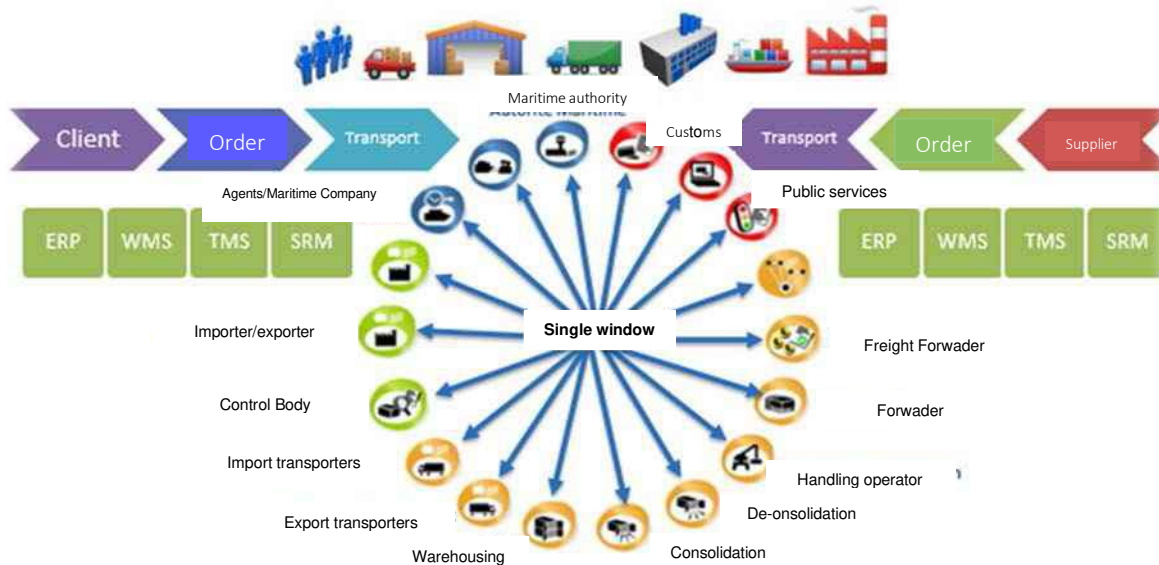 Maritime authority
Autorité Maritime
Customs
Client
Order
Transport
Transport
Order
Supplier
Agents/Maritime Company
Public services
ERP
WMS
TMS
SRM
ERP
WMS
TMS
SRM
Single window
Importer/exporter
Freight Forwader
Control Body
Forwader
Import transporters
Handling operator
Export transporters
De-onsolidation
Warehousing
Consolidation